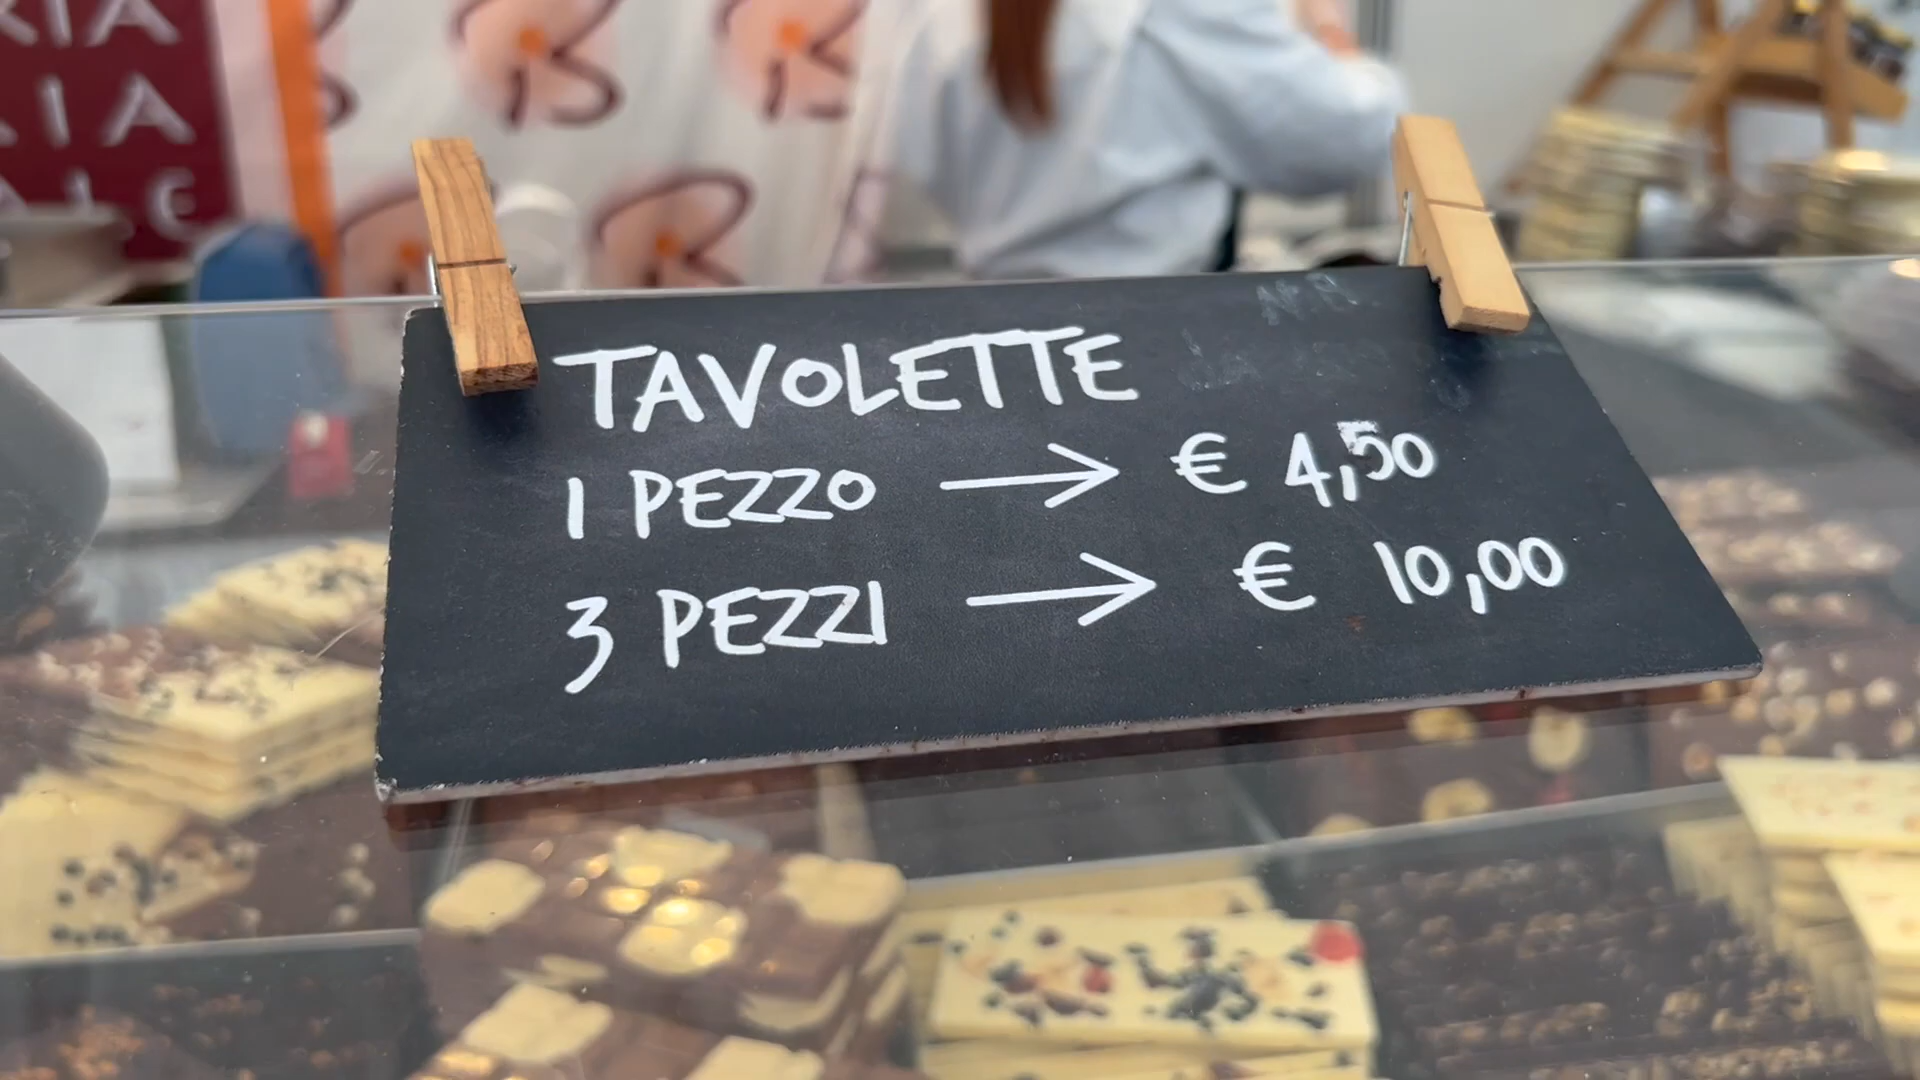 TAVOLETTE
1 PEZZO → € 4,50
3 PEZZI → € 10,00